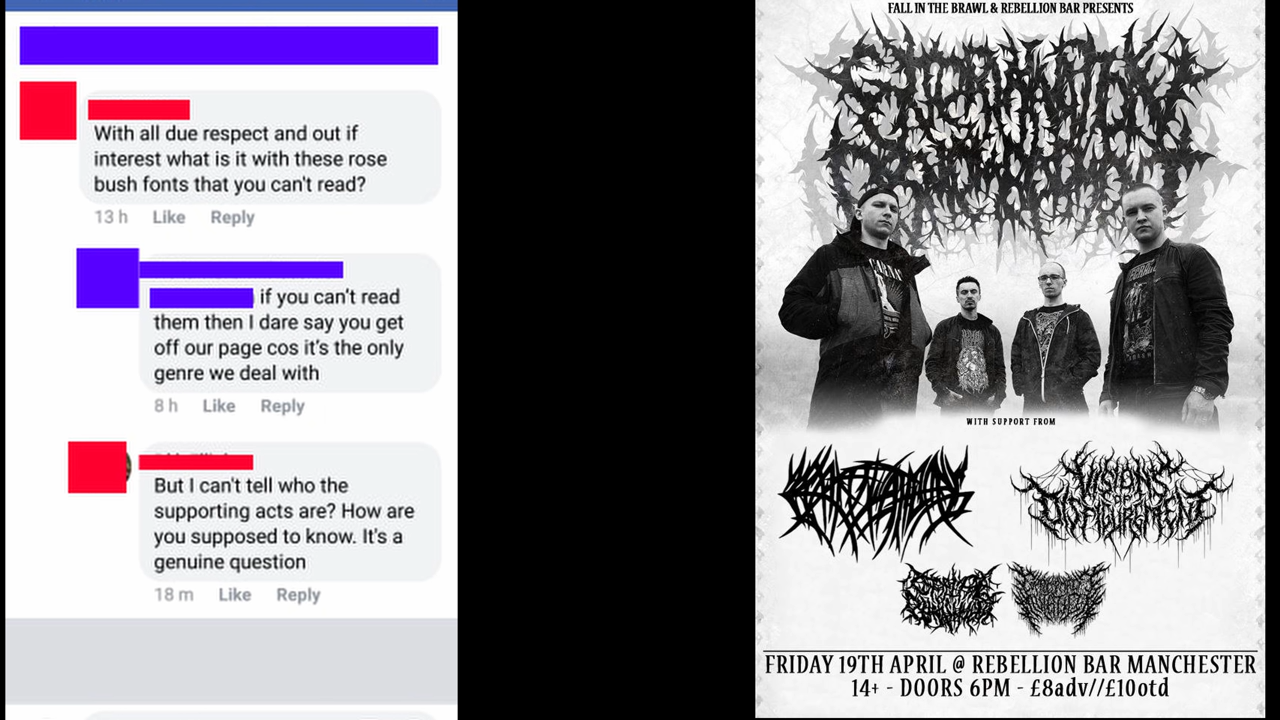 With all due respect and out if
interest what is it with these rose
bush fonts that you can't read?
13 h Like Reply
if you can't read
them then I dare say you get
off our page cos it's the only
genre we deal with
8 h Like Reply
But I can't tell who the
supporting acts are? How are
you supposed to know. It's a
genuine question
18 m Like Reply
FALL IN THE BRAWL & REBELLION BAR PRESENTS
WITH SUPPORT FROM
VISIONS
OF
DISFIGUREMENT
FRIDAY 19TH APRIL @ REBELLION BAR MANCHESTER
14+ - DOORS 6PM - £8adv//£10otd